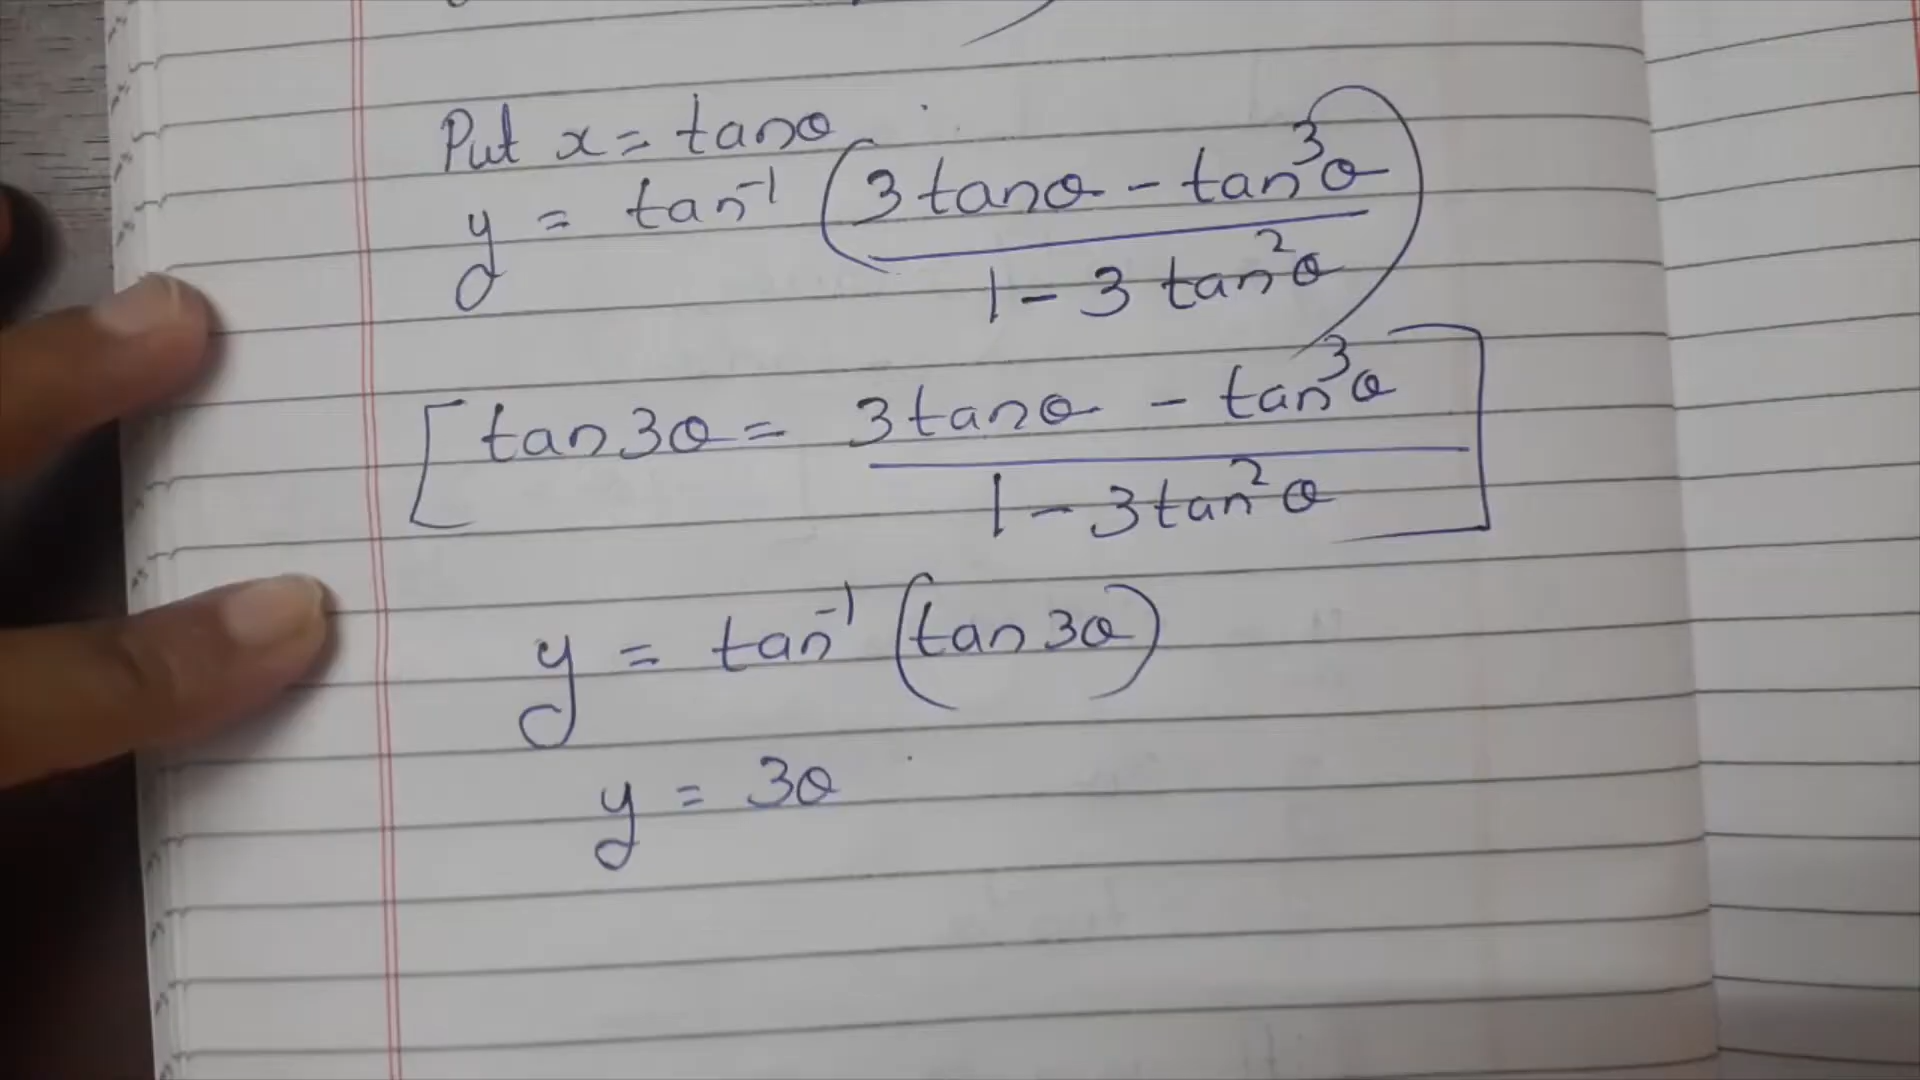 Put x = tanθ
y = tan⁻¹ (3tanθ - tan³θ / 1 - 3tan²θ)
[tan3θ = 3tanθ - tan³θ / 1 - 3tan²θ]
y = tan⁻¹ (tan3θ)
y = 3θ